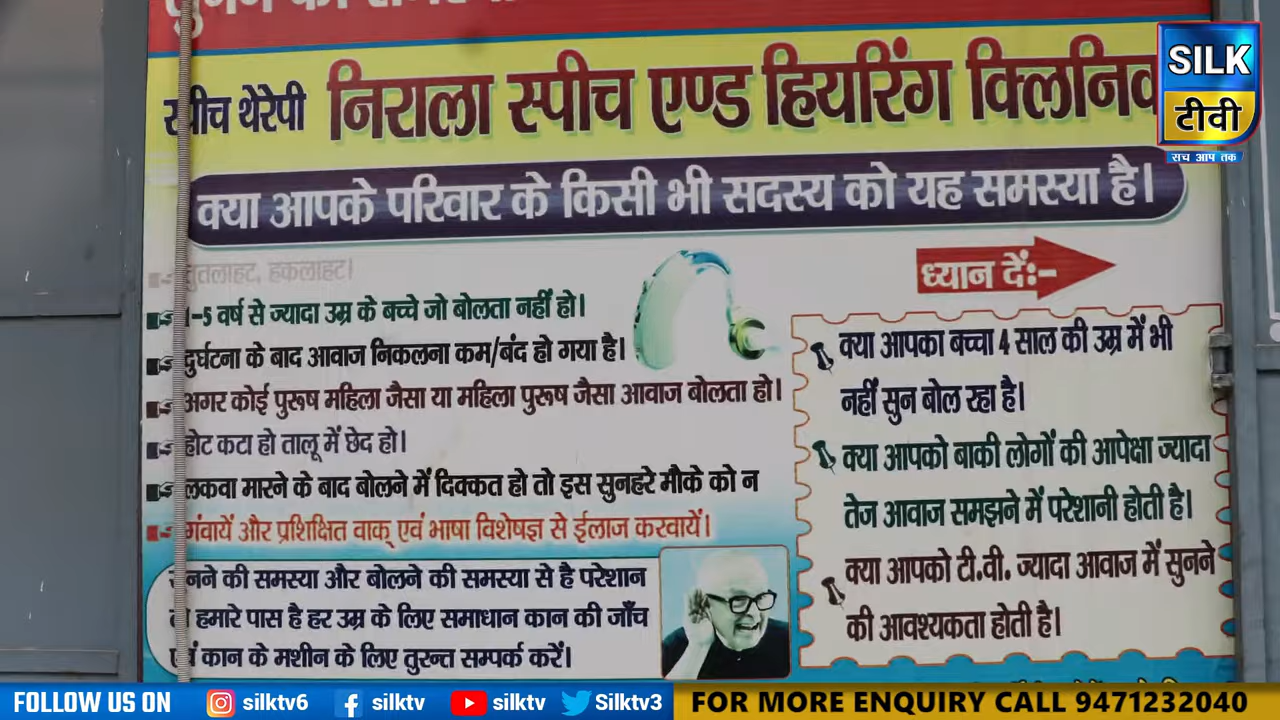 स्पीच थेरेपी निराला स्पीच एण्ड हियरिंग
SILK
टीवी
सच आप तक
क्या आपके परिवार के किसी भी सदस्य को यह समस्या है।
तुतलाहट, हकलाहट।
1-5 वर्ष से ज्यादा उम्र के बच्चे जो बोलता नहीं हो।
दुर्घटना के बाद आवाज निकलना कम/बंद हो गया है।
अगर कोई पुरूष महिला जैसा या महिला पुरूष जैसा आवाज बोलता हो।
होट कटा हो तालू में छेद हो।
लकवा मारने के बाद बोलने में दिक्कत हो तो इस सुनहरे मौके को न
गंवायें और प्रशिक्षित वाक् एवं भाषा विशेषज्ञ से ईलाज करवायें।
सुनने की समस्या और बोलने की समस्या से है परेशान
हमारे पास है हर उम्र के लिए समाधान कान की जाँच
एवं कान के मशीन के लिए तुरन्त सम्पर्क करें।
ध्यान दें:-
क्या आपका बच्चा 4 साल की उम्र में भी
नहीं सुन बोल रहा है।
क्या आपको बाकी लोगों की आपेक्षा ज्यादा
तेज आवाज समझने में परेशानी होती है।
क्या आपको टी.वी. ज्यादा आवाज में सुनने
की आवश्यकता होती है।
FOLLOW US ON silktv6 silktv silktv Silktv3 FOR MORE ENQUIRY CALL 9471232040